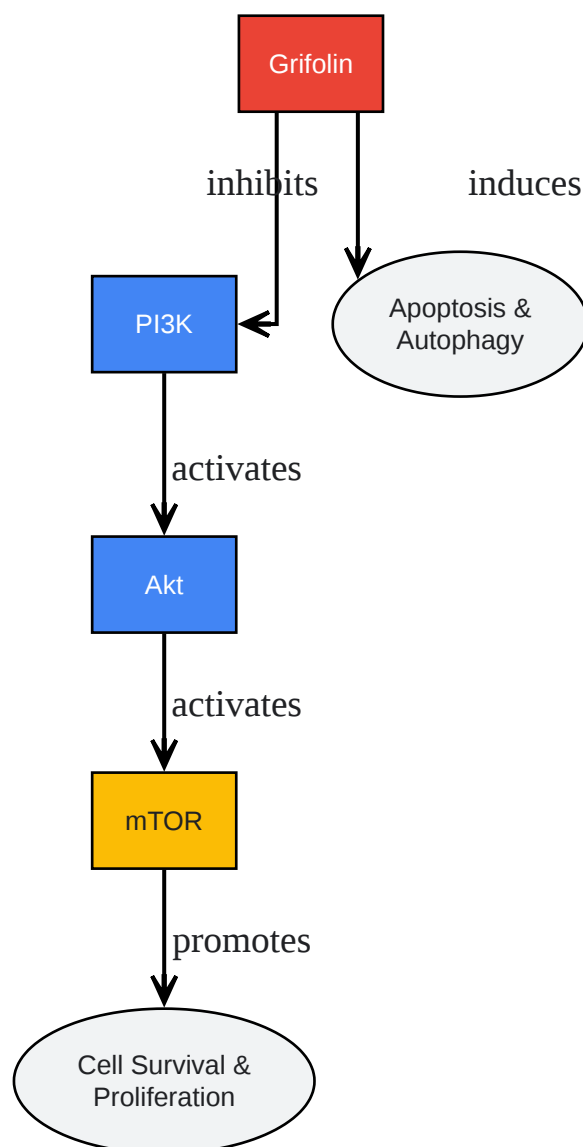 Grifolin
inhibits
induces
PI3K
Apoptosis &
Autophagy
activates
Akt
activates
mTOR
promotes
Cell Survival &
Proliferation